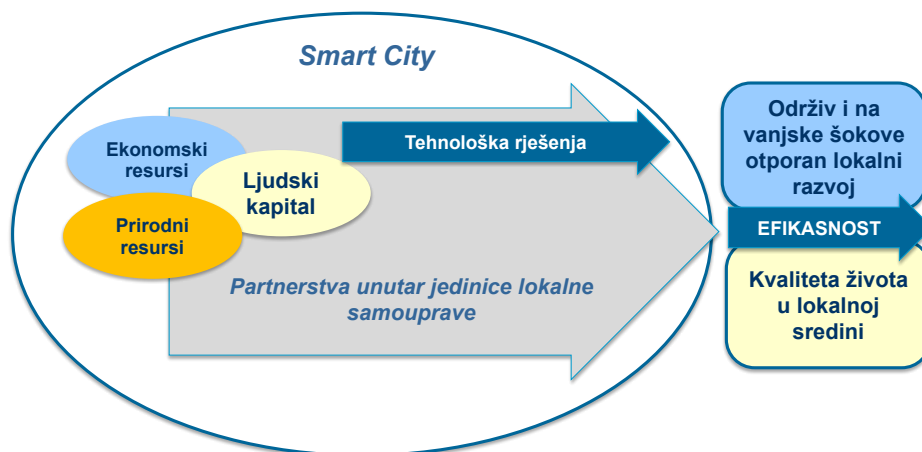 Smart City
Ekonomski
resursi
Ljudski
kapital
Prirodni
resursi
Tehnološka rješenja
Partnerstva unutar jedinice lokalne
samouprave
Održiv i na
vanjske šokove
otporan lokalni
razvoj
EFIKASNOST
Kvaliteta života
u lokalnoj
sredini